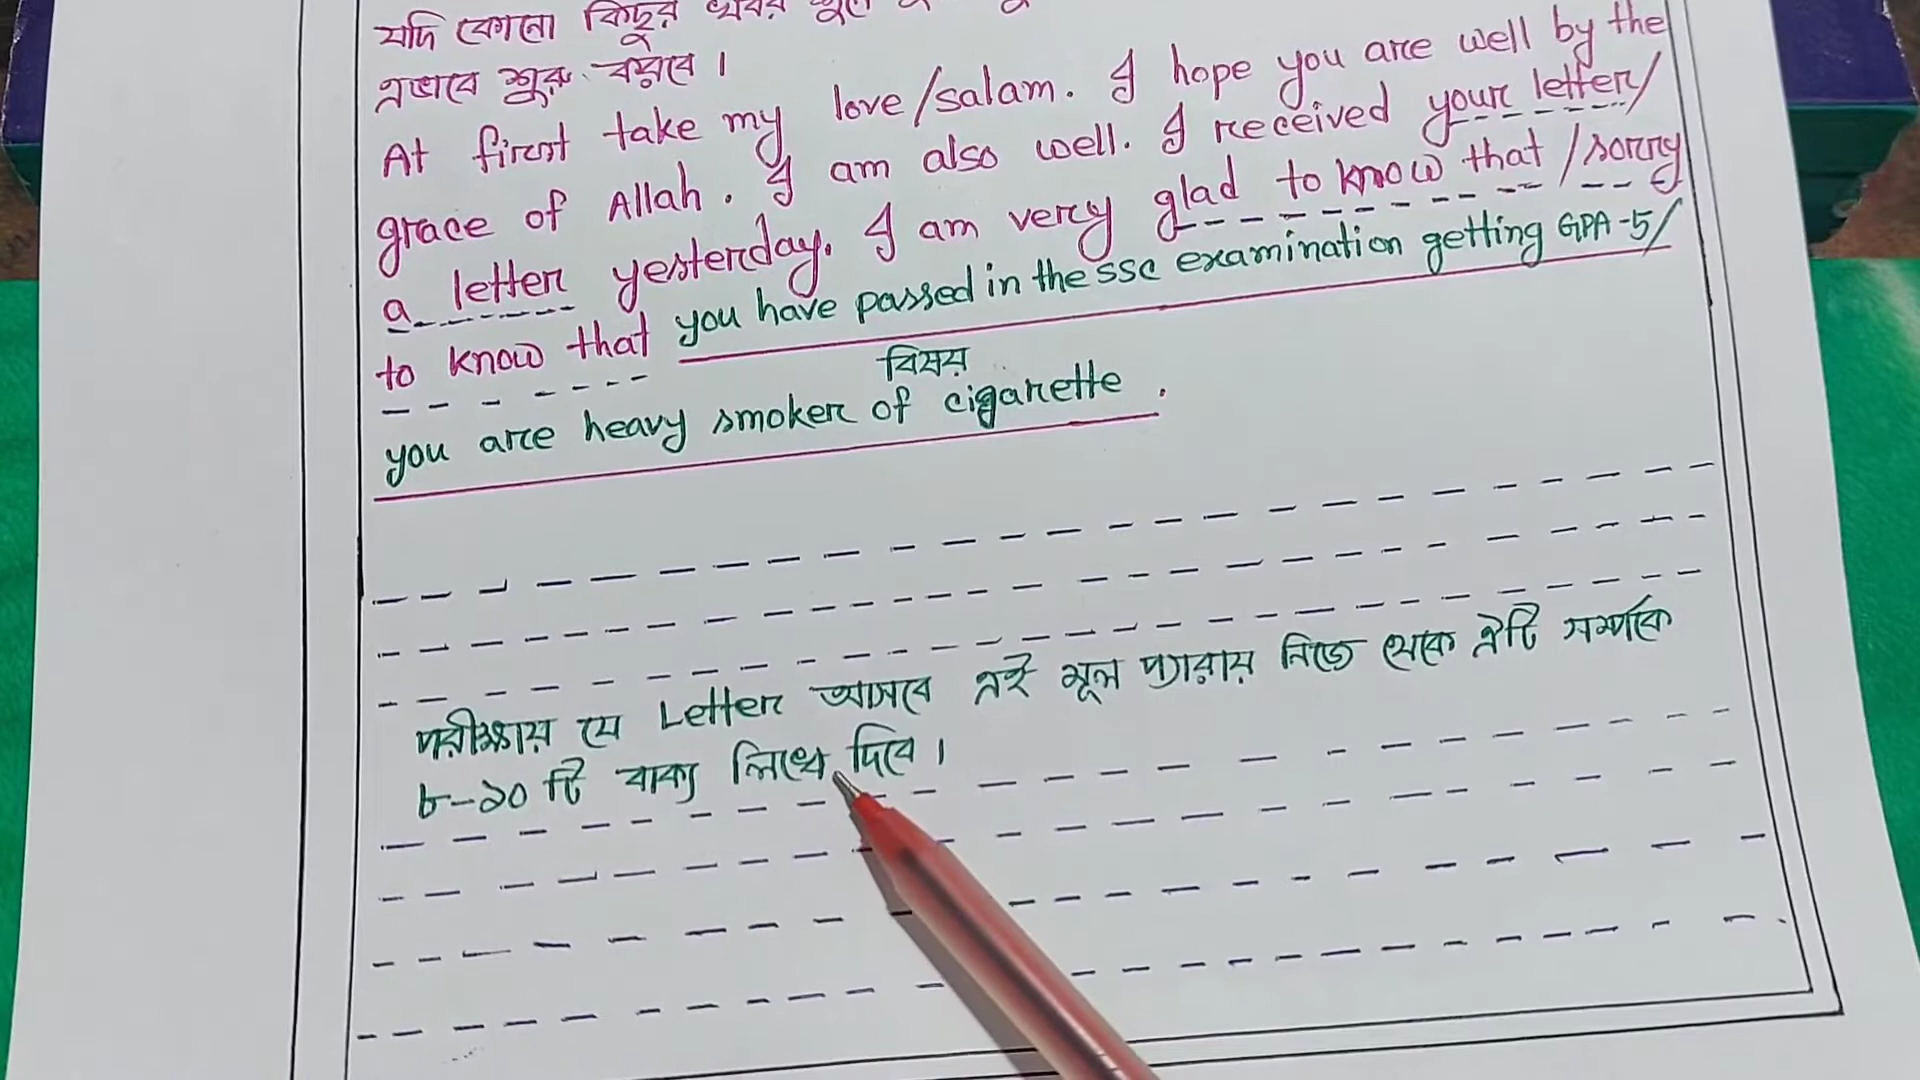 যদি কোনো কিছুর খবর শুনে
এভাবে শুরু করবে।
At first take my love/salam. I hope you are well by the
grace of Allah. I am also well. I received your letter/
a letter yesterday. I am very glad to know that /sorry
to know that you have passed in the SSC examination getting GPA-5/
বিষয়
you are heavy smoker of cigarette.
পরীক্ষায় যে Letter আসবে এই মূল প্যারায় নিজে থেকে ঐটি সম্পর্কে
৮-১০ টি বাক্য লিখে দিবে।